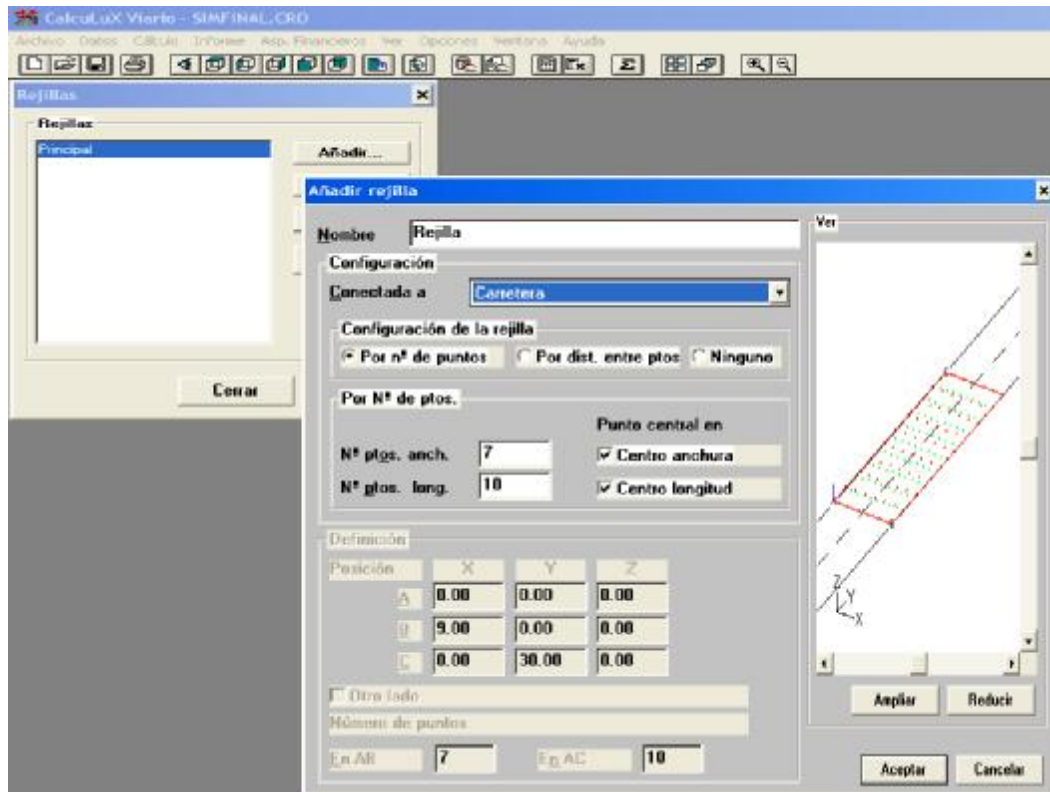 CalcuLuX Viario - SIMFINAL.CRO
Archivo Datos Cálculo Informe Asp. Financieros Ver Opciones Ventana Ayuda
Rejillas
Rejillas
Principal
Añadir...
Cerrar
Añadir rejilla
Nombre Rejilla
Configuración
Conectada a Carretera
Configuración de la rejilla
Por nº de puntos Por dist. entre ptos Ninguno
Por Nº de ptos.
Punto central en
Nº ptos. anch. 7 Centro anchura
Nº ptos. long. 10 Centro longitud
Definición
Posición X Y Z
A 0.00 0.00 0.00
B 9.00 0.00 0.00
C 0.00 30.00 0.00
Otro lado
Número de puntos
En AB 7 En AC 10
Ver
Z
Y
X
Ampliar Reducir
Aceptar Cancelar